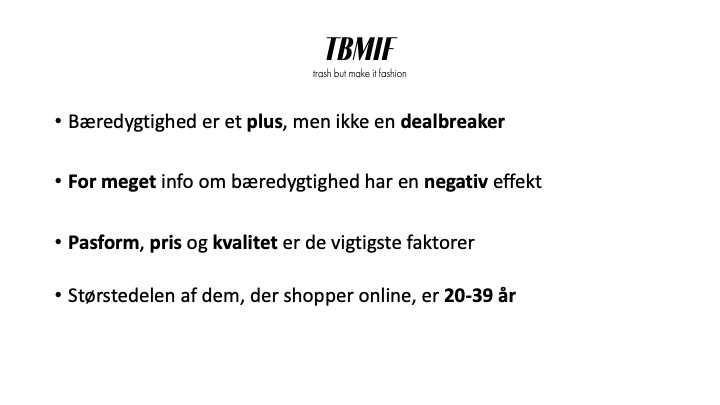 TBMIF
trash but make it fashion
• Bæredygtighed er et plus, men ikke en dealbreaker
• For meget info om bæredygtighed har en negativ effekt
• Pasform, pris og kvalitet er de vigtigste faktorer
• Størstedelen af dem, der shopper online, er 20-39 år